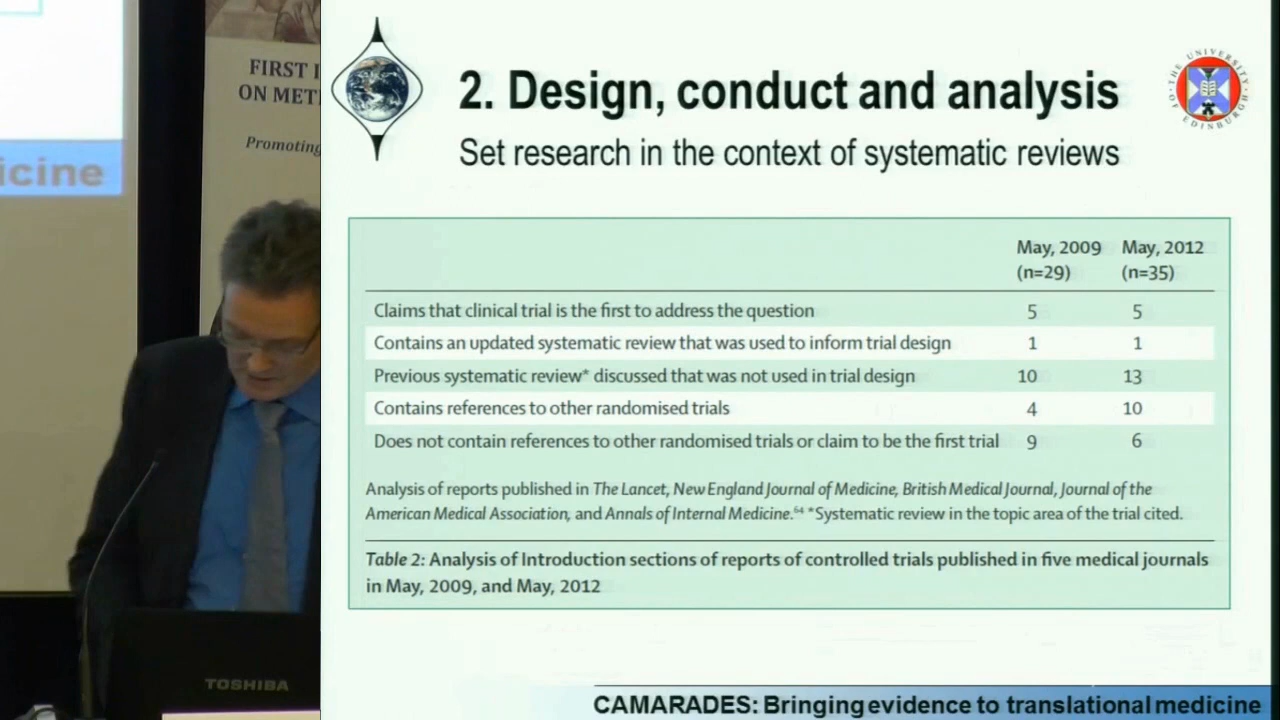 icine
FIRST I
ON MET
Promoting
2. Design, conduct and analysis
Set research in the context of systematic reviews
THE UNIVERSITY OF EDINBURGH
May, 2009 May, 2012
(n=29) (n=35)
Claims that clinical trial is the first to address the question 5 5
Contains an updated systematic review that was used to inform trial design 1 1
Previous systematic review* discussed that was not used in trial design 10 13
Contains references to other randomised trials 4 10
Does not contain references to other randomised trials or claim to be the first trial 9 6
Analysis of reports published in The Lancet, New England Journal of Medicine, British Medical Journal, Journal of the
American Medical Association, and Annals of Internal Medicine.⁶⁴ *Systematic review in the topic area of the trial cited.
Table 2: Analysis of Introduction sections of reports of controlled trials published in five medical journals
in May, 2009, and May, 2012
TOSHIBA
CAMARADES: Bringing evidence to translational medicine